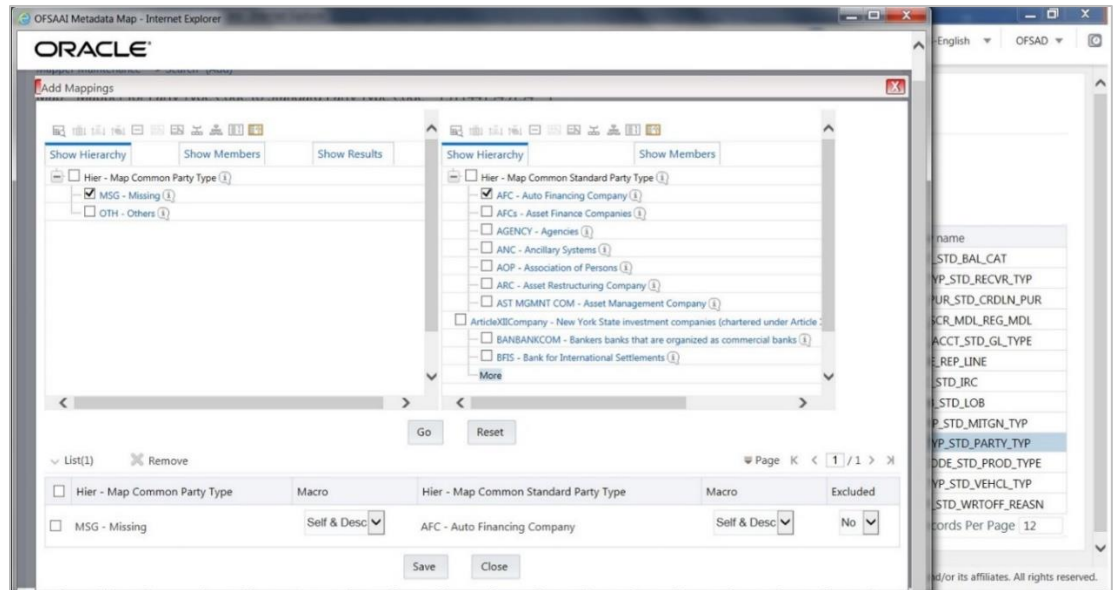 OFSAAI Metadata Map - Internet Explorer
ORACLE
Add Mappings
Show Hierarchy Show Members Show Results
Hier - Map Common Party Type
MSG - Missing
OTH - Others
Show Hierarchy Show Members
Hier - Map Common Standard Party Type
AFC - Auto Financing Company
AFCs - Asset Finance Companies
AGENCY - Agencies
ANC - Ancillary Systems
AOP - Association of Persons
ARC - Asset Restructuring Company
AST MGMNT COM - Asset Management Company
ArticleXIICompany - New York State investment companies (chartered under Article
BANBANKCOM - Bankers banks that are organized as commercial banks
BFIS - Bank for International Settlements
More
Go Reset
List(1) Remove Page 1 / 1
Hier - Map Common Party Type Macro Hier - Map Common Standard Party Type Macro Excluded
MSG - Missing Self & Desc AFC - Auto Financing Company Self & Desc No
Save Close
-English OFSAD
name
_STD_BAL_CAT
YP_STD_RECVR_TYP
PUR_STD_CRDLN_PUR
SCR_MDL_REG_MDL
ACCT_STD_GL_TYPE
E_REP_LINE
_STD_IRC
_STD_LOB
P_STD_MITGN_TYP
YP_STD_PARTY_TYP
ODE_STD_PROD_TYPE
YP_STD_VEHCL_TYP
_STD_WRTOFF_REASN
cords Per Page 12
nd/or its affiliates. All rights reserved.